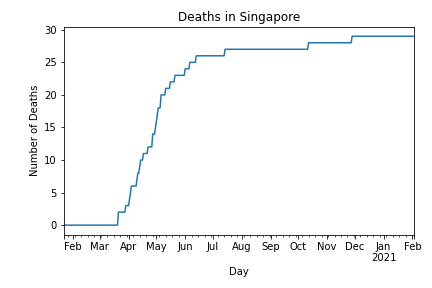 Deaths in Singapore
30
25
20
15
10
5
0
Number of Deaths
Feb Mar Apr May Jun Jul Aug Sep Oct Nov Dec Jan Feb
2021
Day